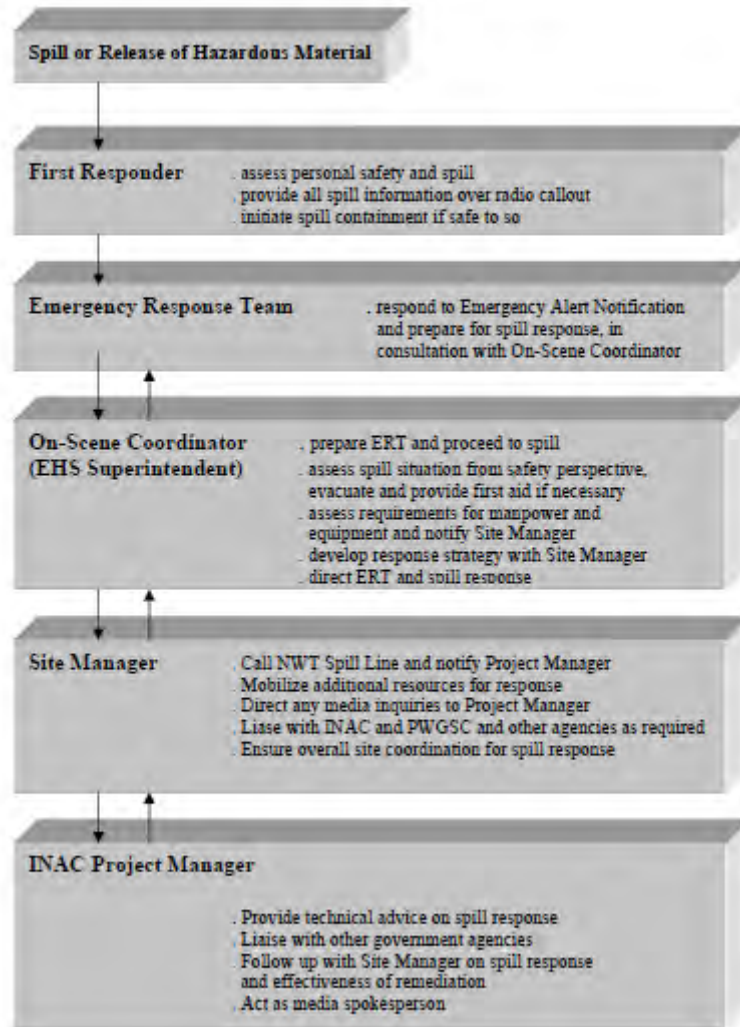 Spill or Release of Hazardous Material
First Responder
. assess personal safety and spill
. provide all spill information over radio callout
. initiate spill containment if safe to so
Emergency Response Team
. respond to Emergency Alert Notification
and prepare for spill response, in
consultation with On-Scene Coordinator
On-Scene Coordinator
(EHS Superintendent)
. prepare ERT and proceed to spill
. assess spill situation from safety perspective,
evacuate and provide first aid if necessary
. assess requirements for manpower and
equipment and notify Site Manager
. develop response strategy with Site Manager
. direct ERT and spill response
Site Manager
. Call NWT Spill Line and notify Project Manager
. Mobilize additional resources for response
. Direct any media inquiries to Project Manager
. Liase with INAC and PWGSC and other agencies as required
. Ensure overall site coordination for spill response
INAC Project Manager
. Provide technical advice on spill response
. Liaise with other government agencies
. Follow up with Site Manager on spill response
and effectiveness of remediation
. Act as media spokesperson